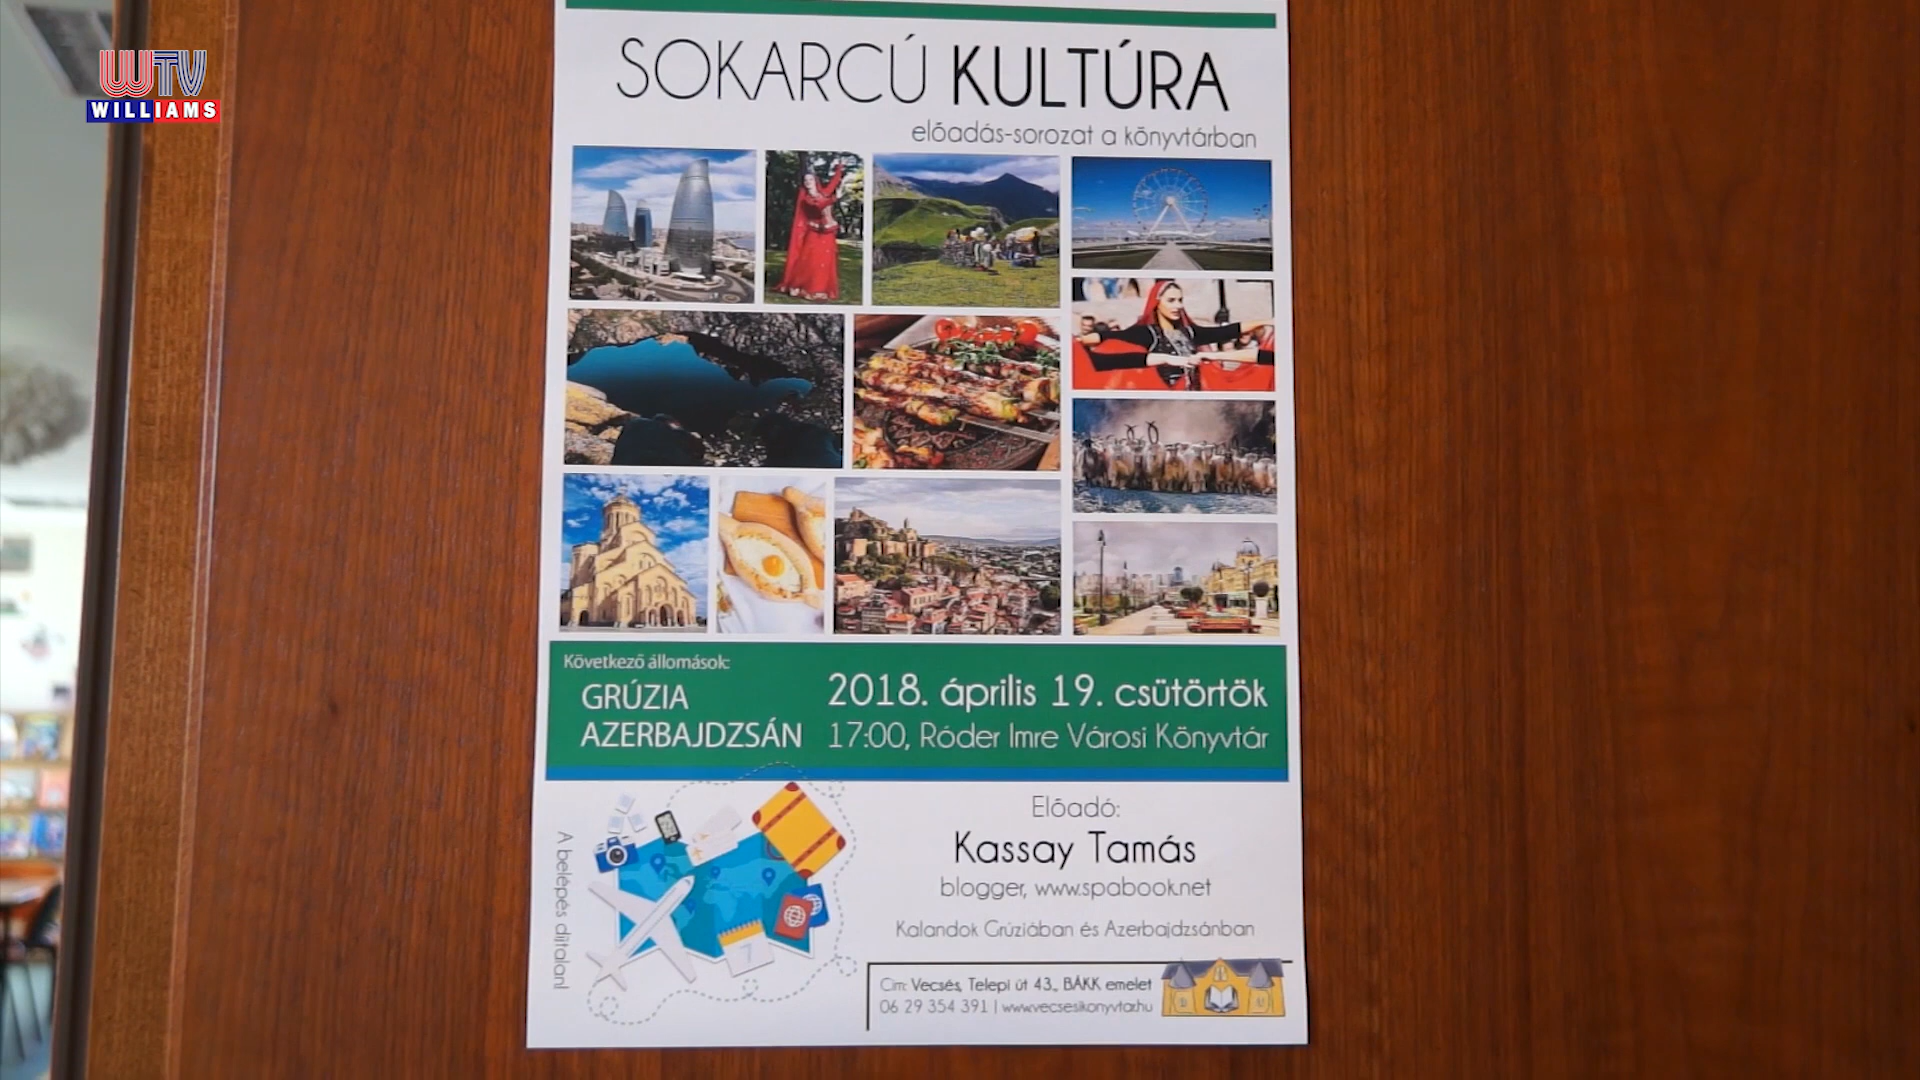 WTV
WILLIAMS
SOKARCÚ KULTÚRA
előadás-sorozat a könyvtárban
Következő állomások:
GRÚZIA
AZERBAJDZSÁN
2018. április 19. csütörtök
17:00, Róder Imre Városi Könyvtár
A belépés díjtalan!
7
Előadó:
Kassay Tamás
blogger, www.spabook.net
Kalandok Grúziában és Azerbajdzsánban
Cím: Vecsés, Telepi út 43., BÁKK emelet
06 29 354 391 | www.vecsesikonyvtar.hu